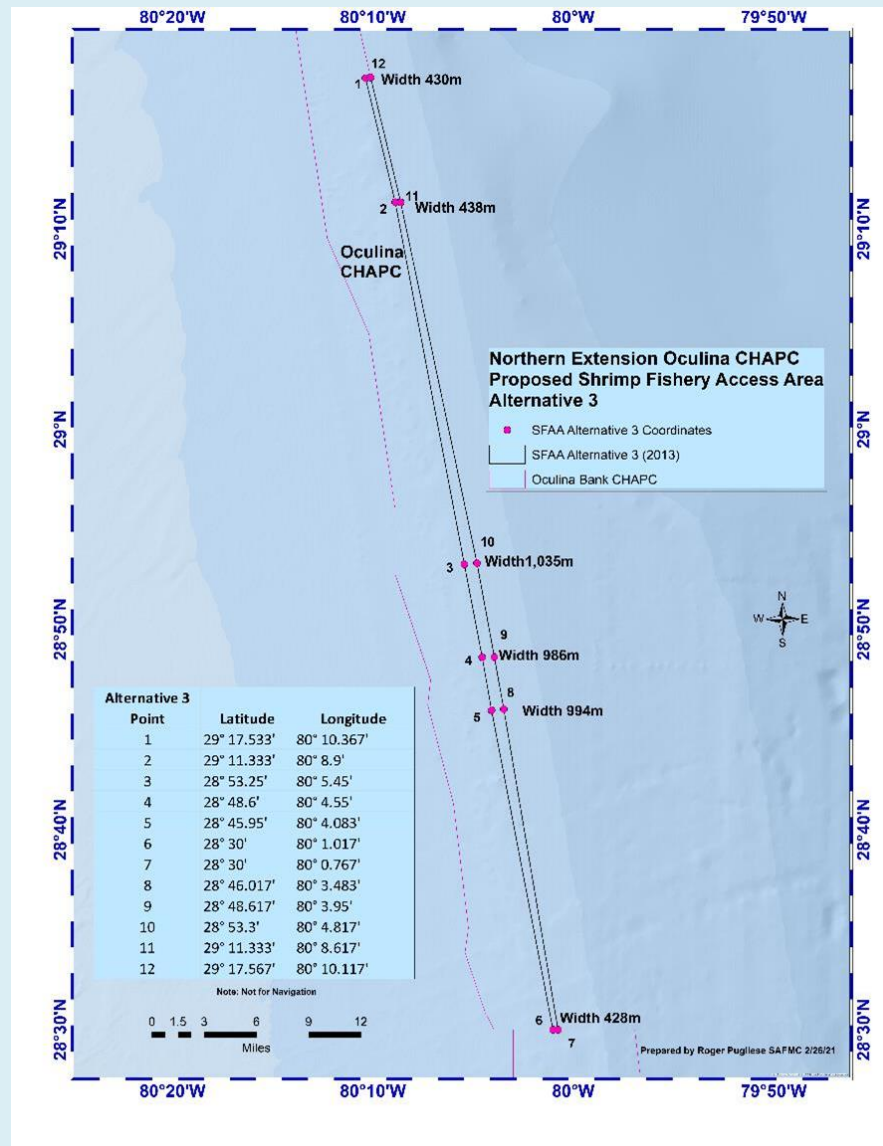 80°20'W 80°10'W 80°0'W 79°50'W
12
1 Width 430m
11
2 Width 438m
29°10'N 29°10'N
Oculina
CHAPC
Northern Extension Oculina CHAPC
Proposed Shrimp Fishery Access Area
Alternative 3
SFAA Alternative 3 Coordinates
SFAA Alternative 3 (2013)
Oculina Bank CHAPC
29°N 29°N
10
3 Width1,035m
N
W E
S
28°50'N 28°50'N
9
4 Width 986m
8
5 Width 994m
Alternative 3
Point Latitude Longitude
1 29° 17.533' 80° 10.367'
2 29° 11.333' 80° 8.9'
3 28° 53.25' 80° 5.45'
4 28° 48.6' 80° 4.55'
5 28° 45.95' 80° 4.083'
6 28° 30' 80° 1.017'
7 28° 30' 80° 0.767'
8 28° 46.017' 80° 3.483'
9 28° 48.617' 80° 3.95'
10 28° 53.3' 80° 4.817'
11 29° 11.333' 80° 8.617'
12 29° 17.567' 80° 10.117'
Note: Not for Navigation
28°40'N 28°40'N
0 1.5 3 6 9 12
Miles
6 Width 428m
7
28°30'N 28°30'N
Prepared by Roger Pugliese SAFMC 2/26/21
80°20'W 80°10'W 80°0'W 79°50'W